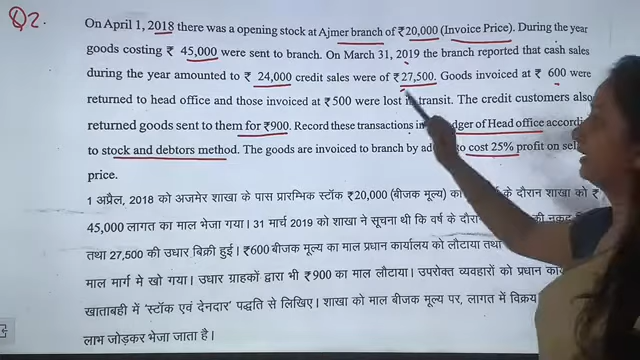 Q2.
On April 1, 2018 there was a opening stock at Ajmer branch of ₹20,000 (Invoice Price). During the year
goods costing ₹ 45,000 were sent to branch. On March 31, 2019 the branch reported that cash sales
during the year amounted to ₹ 24,000 credit sales were of ₹27,500. Goods invoiced at ₹ 600 were
returned to head office and those invoiced at ₹500 were lost in transit. The credit customers also
returned goods sent to them for ₹900. Record these transactions in of Head office
to stock and debtors method. The goods are invoiced to branch by to cost 25% profit on
price.
1 अप्रैल, 2018 को अजमेर शाखा के पास प्रारम्भिक स्टॉक ₹20,000 (बीजक मूल्य) के दौरान शाखा को ₹
45,000 लागत का माल भेजा गया। 31 मार्च 2019 को शाखा ने सूचना थी कि वर्ष के की नकद
तथा 27,500 की उधार बिक्री हुई। ₹600 बीजक मूल्य का माल प्रधान कार्यालय को लौटाया तथा
माल मार्ग मे खो गया। उधार ग्राहकों द्वारा भी ₹900 का माल लौटाया। उपरोक्त व्यवहारों को प्रधान
खाताबही में 'स्टॉक एवं देनदार' पद्धति से लिखिए। शाखा को माल बीजक मूल्य पर, लागत में
लाभ जोड़कर भेजा जाता है।